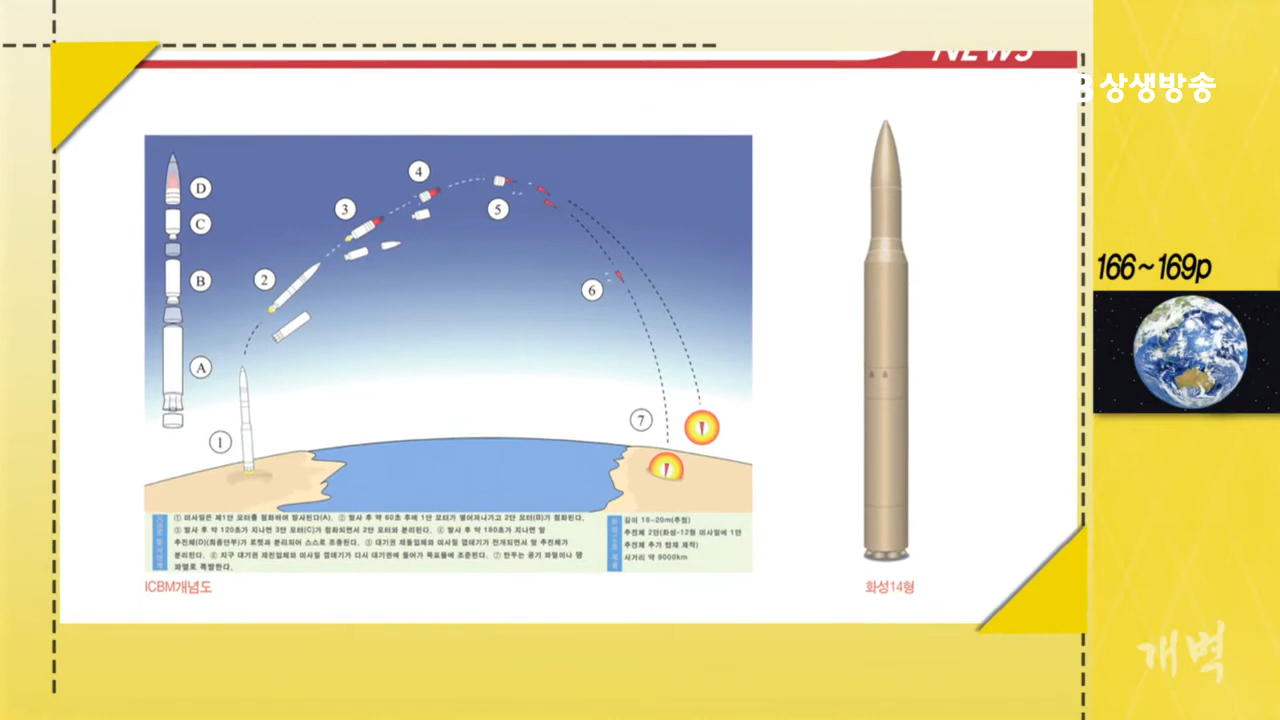 NEWS
B 상생방송
D
C
B
A
1
2
3
4
5
6
7
① 미사일은 제1단 모터를 점화하여 발사된다(A). ② 발사 후 약 60초 후에 1단 모터가 떨어져나가고 2단 모터(B)가 점화된다.
③ 발사 후 약 120초가 지나면 3단 모터(C)가 점화되면서 2단 모터와 분리된다. ④ 발사 후 약 180초가 지나면 앞
추진체(D)(최종탄두)가 로켓과 분리되어 스스로 조종한다. ⑤ 대기권 재돌입체와 미사일 덮데기가 전개되면서 앞 추진체가
분리된다. ⑥ 지구 대기권 재진입체와 미사일 덮데기가 다시 대기권에 들어가 목표물에 조준된다. ⑦ 탄두는 공기 파열이나 땅
파열로 폭발한다.
길이 18~20m(추정)
추진체 2단(화성-12형 미사일에 1단
추진체 추가 탑재 제작)
사거리 약 9000km
ICBM개념도
화성14형
166~169p
개벽